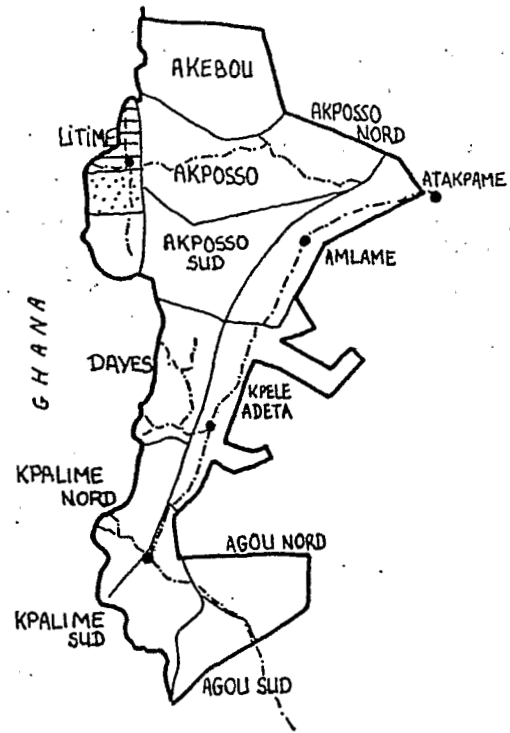 AKEBOU
AKPOSSO
NORD
LITIME
AKPOSSO
ATAKPAME
AKPOSSO
SUD
AMLAME
GHANA
DAYES
KPELE
ADETA
KPALIME
NORD
AGOU NORD
KPALIME
SUD
AGOU SUD